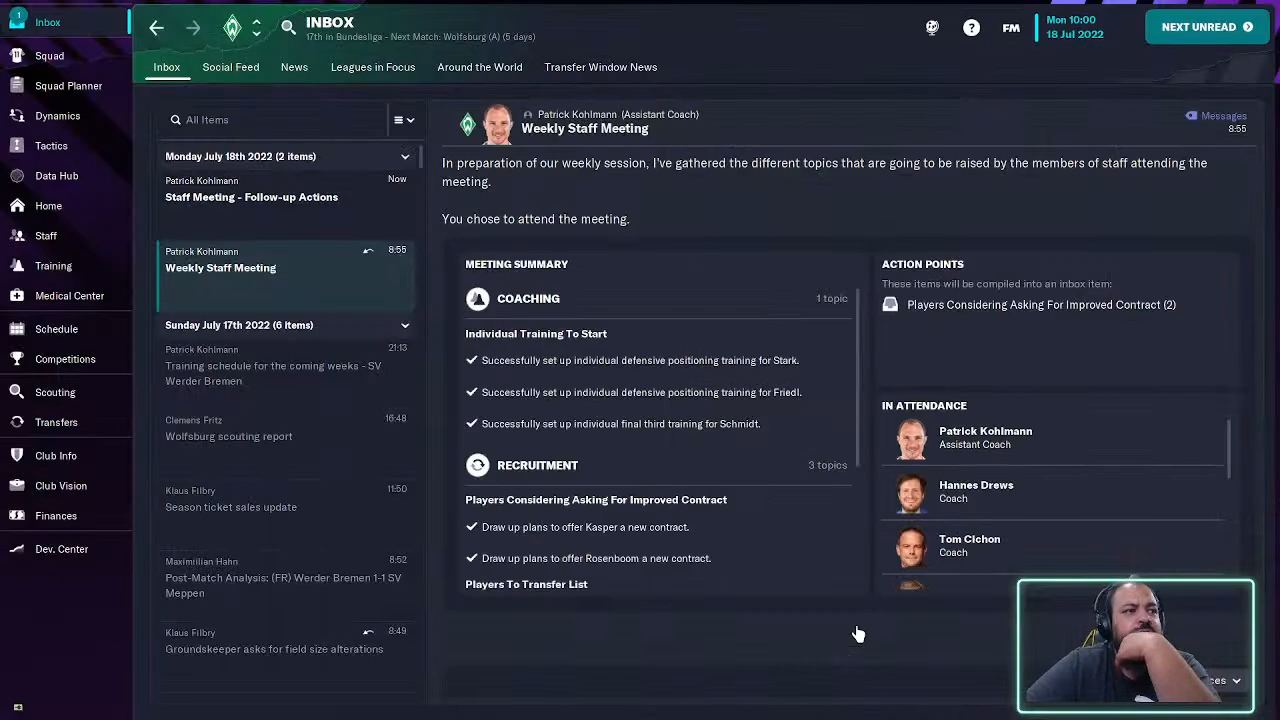 1
Inbox
Squad
Squad Planner
Dynamics
Tactics
Data Hub
Home
Staff
Training
Medical Center
Schedule
Competitions
Scouting
Transfers
Club Info
Club Vision
Finances
Dev. Center
INBOX
17th in Bundesliga - Next Match: Wolfsburg (A) (5 days)
?
FM
Mon 10:00
18 Jul 2022
NEXT UNREAD
Inbox
Social Feed
News
Leagues in Focus
Around the World
Transfer Window News
All Items
Monday July 18th 2022 (2 items)
Patrick Kohlmann
Now
Staff Meeting - Follow-up Actions
Patrick Kohlmann
8:55
Weekly Staff Meeting
Sunday July 17th 2022 (6 Items)
Patrick Kohlmann
21:13
Training schedule for the coming weeks - SV
Werder Bremen
Clemens Fritz
16:48
Wolfsburg scouting report
Klaus Filbry
11:50
Season ticket sales update
Maximilian Hahn
8:52
Post-Match Analysis: (FR) Werder Bremen 1-1 SV
Meppen
Klaus Filbry
8:49
Groundskeeper asks for field size alterations
Patrick Kohlmann (Assistant Coach)
Weekly Staff Meeting
Messages
8:55
In preparation of our weekly session, I've gathered the different topics that are going to be raised by the members of staff attending the
meeting.
You chose to attend the meeting.
MEETING SUMMARY
COACHING
1 topic
Individual Training To Start
Successfully set up individual defensive positioning training for Stark.
Successfully set up individual defensive positioning training for Friedl.
Successfully set up individual final third training for Schmidt.
RECRUITMENT
3 topics
Players Considering Asking For Improved Contract
Draw up plans to offer Kasper a new contract.
Draw up plans to offer Rosenboom a new contract.
Players To Transfer List
ACTION POINTS
These items will be compiled into an inbox item:
Players Considering Asking For Improved Contract (2)
IN ATTENDANCE
Patrick Kohlmann
Assistant Coach
Hannes Drews
Coach
Tom Cichon
Coach
ces